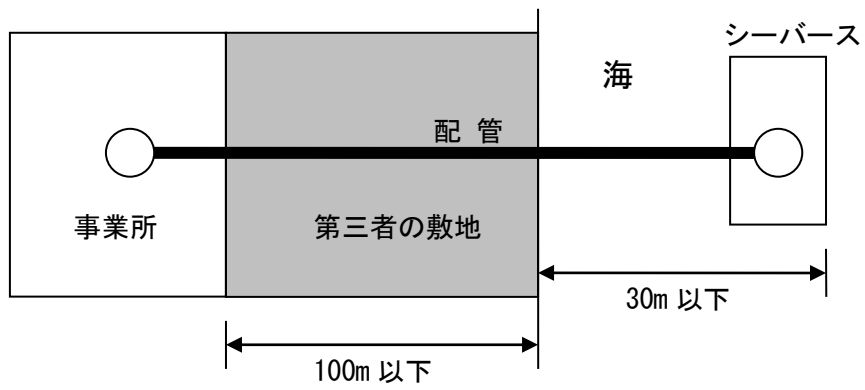 シーバース
海
配 管
事業所
第三者の敷地
30m 以下
100m 以下